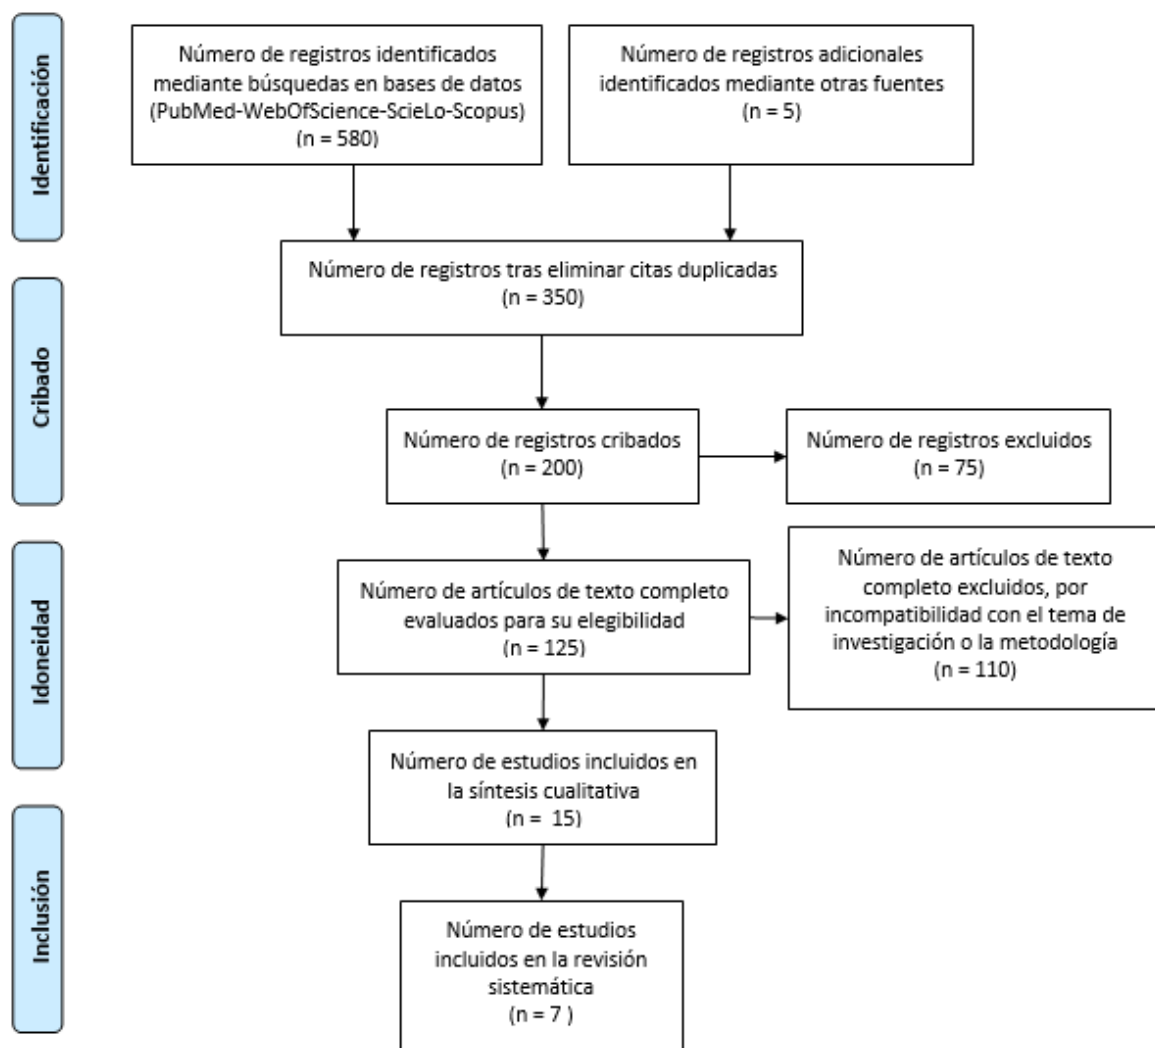 Identificación
Número de registros identificados
mediante búsquedas en bases de datos
(PubMed-WebOfScience-ScieLo-Scopus)
(n = 580)
Número de registros adicionales
identificados mediante otras fuentes
(n = 5)
Número de registros tras eliminar citas duplicadas
(n = 350)
Cribado
Número de registros cribados
(n = 200)
Número de registros excluidos
(n = 75)
Idoneidad
Número de artículos de texto completo
evaluados para su elegibilidad
(n = 125)
Número de artículos de texto
completo excluidos, por
incompatibilidad con el tema de
investigación o la metodología
(n = 110)
Número de estudios incluidos en
la síntesis cualitativa
(n = 15)
Inclusión
Número de estudios
incluidos en la revisión
sistemática
(n = 7 )